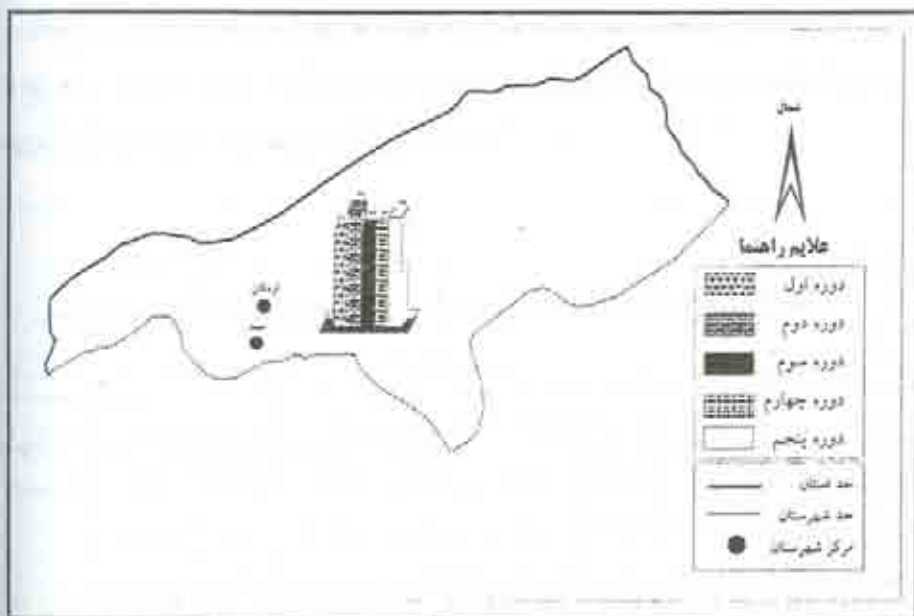 شمال
علایم راهنما
دوره اول
دوره دوم
دوره سوم
دوره چهارم
دوره پنجم
حد استان
حد شهرستان
مرکز شهرستان
اردکان